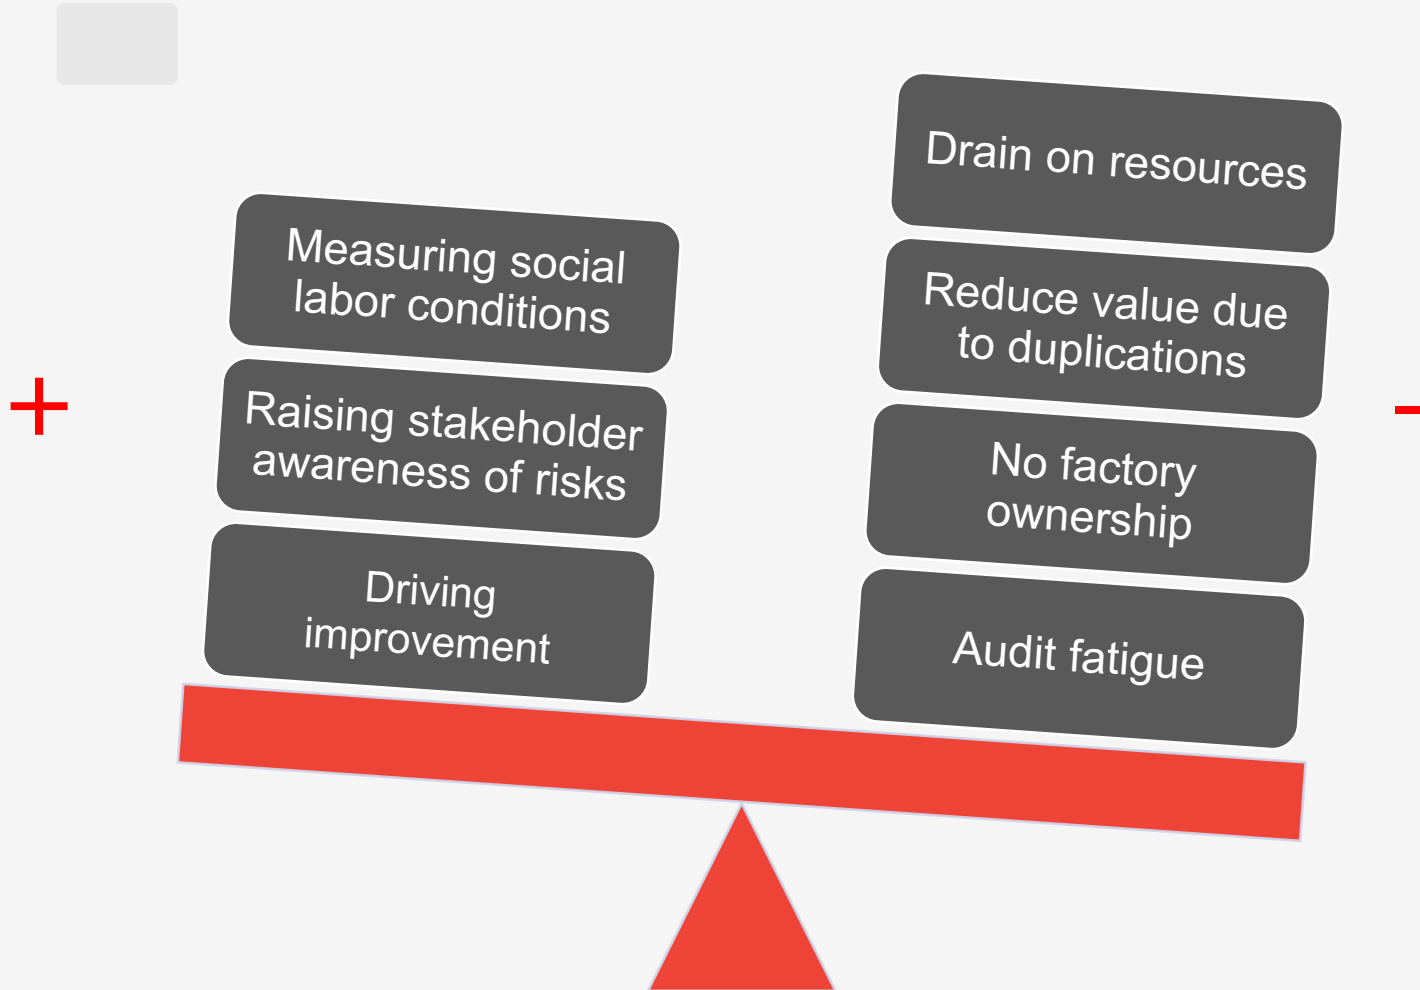 +
Measuring social
labor conditions
Raising stakeholder
awareness of risks
Driving
improvement
Drain on resources
Reduce value due
to duplications
No factory
ownership
Audit fatigue
-